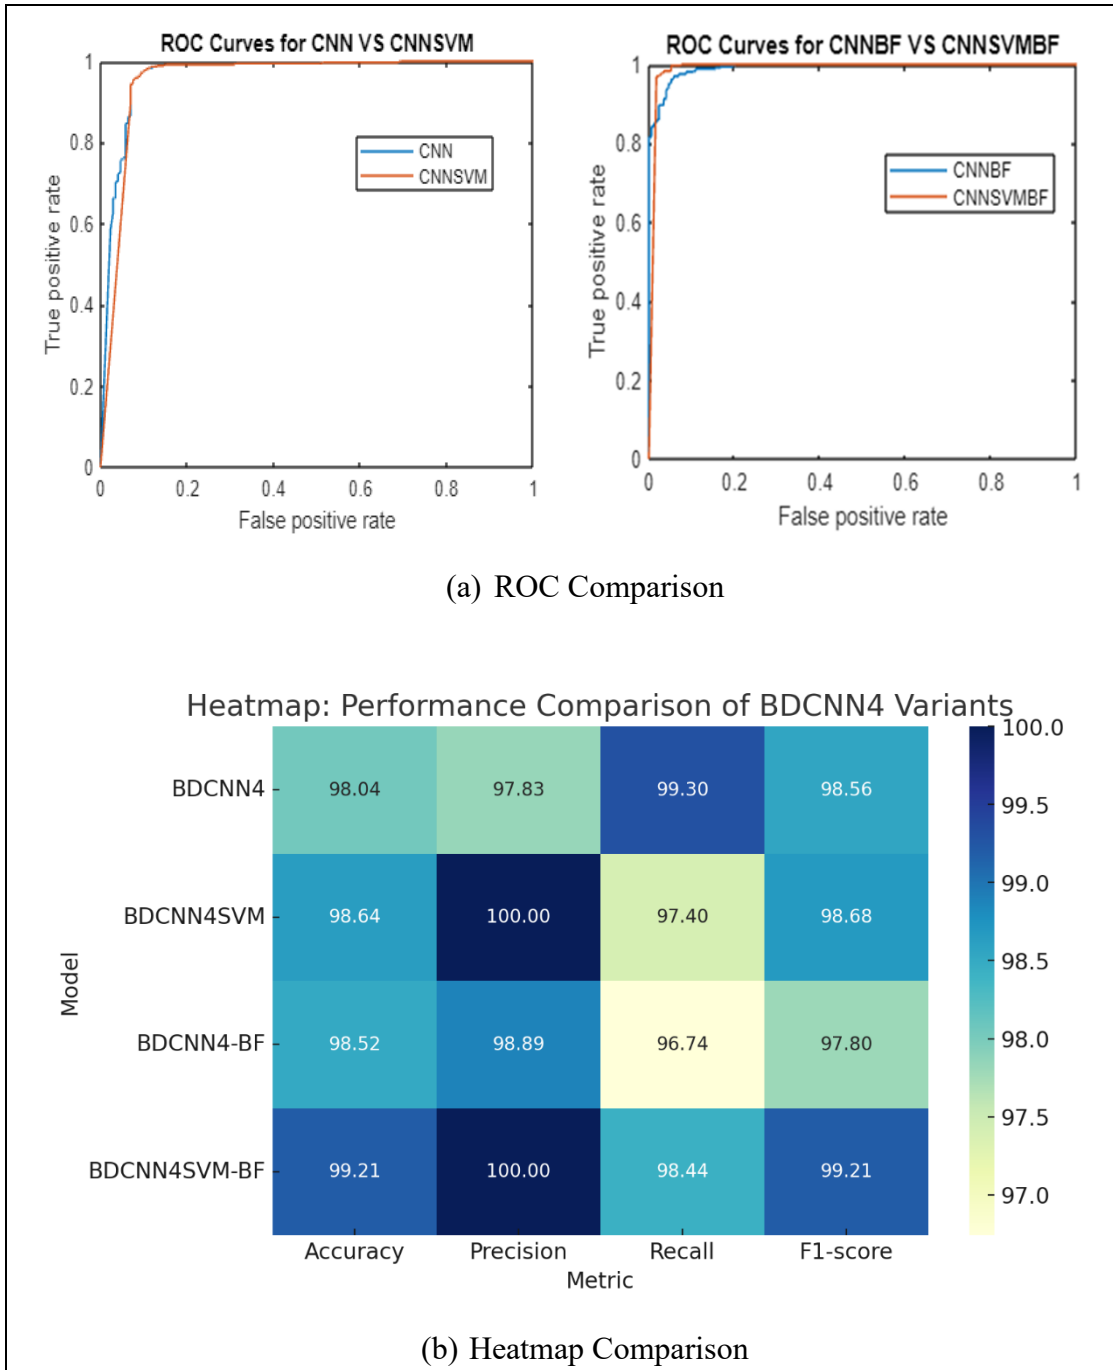 ROC Curves for CNN VS CNNSVM
1
0.8
0.6
0.4
0.2
0
True positive rate
CNN
CNNSVM
0 0.2 0.4 0.6 0.8 1
False positive rate
ROC Curves for CNNBF VS CNNSVMBF
1
0.8
0.6
0.4
0.2
0
True positive rate
CNNBF
CNNSVMBF
0 0.2 0.4 0.6 0.8 1
False positive rate
(a) ROC Comparison
Heatmap: Performance Comparison of BDCNN4 Variants
Model
BDCNN4 98.04 97.83 99.30 98.56
BDCNN4SVM 98.64 100.00 97.40 98.68
BDCNN4-BF 98.52 98.89 96.74 97.80
BDCNN4SVM-BF 99.21 100.00 98.44 99.21
Accuracy Precision Recall F1-score
Metric
100.0
99.5
99.0
98.5
98.0
97.5
97.0
(b) Heatmap Comparison